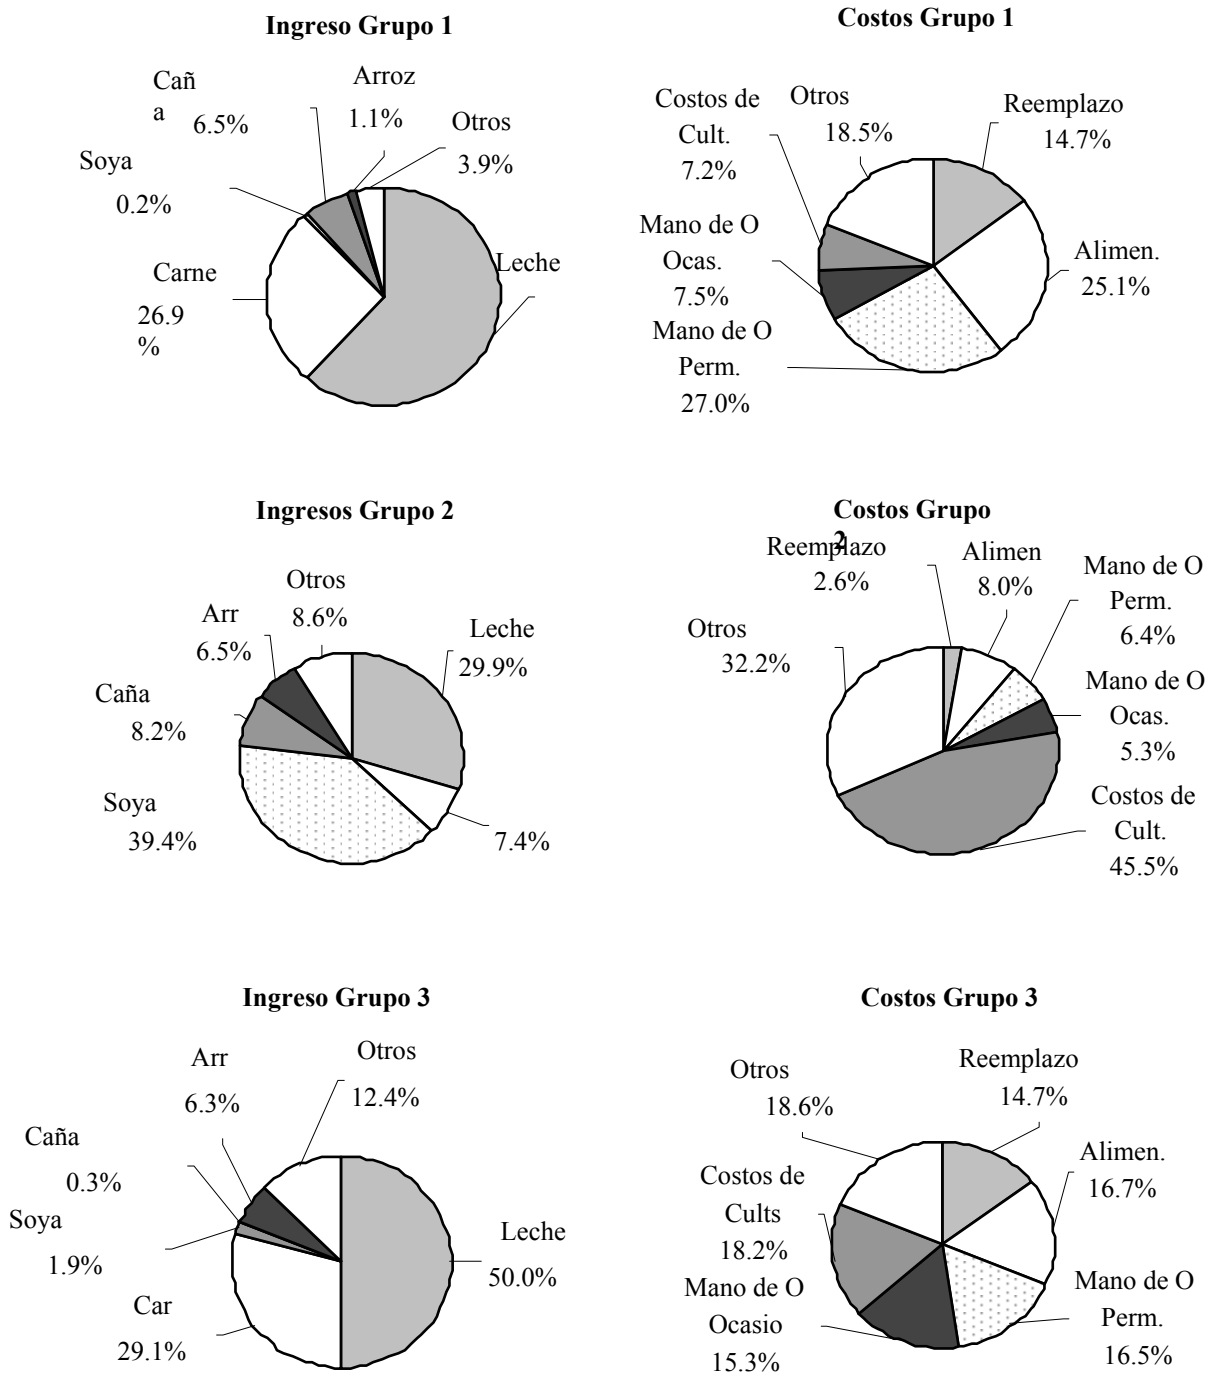 Ingreso Grupo 1
Cañ
a
6.5%
Arroz
1.1%
Otros
3.9%
Soya
0.2%
Carne
26.9
%
Leche
Costos Grupo 1
Costos de
Cult.
7.2%
Otros
18.5%
Reemplazo
14.7%
Mano de O
Ocas.
7.5%
Alimen.
25.1%
Mano de O
Perm.
27.0%
Ingresos Grupo 2
Otros
8.6%
Arr
6.5%
Leche
29.9%
Caña
8.2%
Soya
39.4%
7.4%
Costos Grupo
2
Reemplazo
2.6%
Alimen
8.0%
Mano de O
Perm.
6.4%
Otros
32.2%
Mano de O
Ocas.
5.3%
Costos de
Cult.
45.5%
Ingreso Grupo 3
Arr
6.3%
Otros
12.4%
Caña
0.3%
Soya
1.9%
Car
29.1%
Leche
50.0%
Costos Grupo 3
Otros
18.6%
Reemplazo
14.7%
Alimen.
16.7%
Costos de
Cults
18.2%
Mano de O
Ocasio
15.3%
Mano de O
Perm.
16.5%